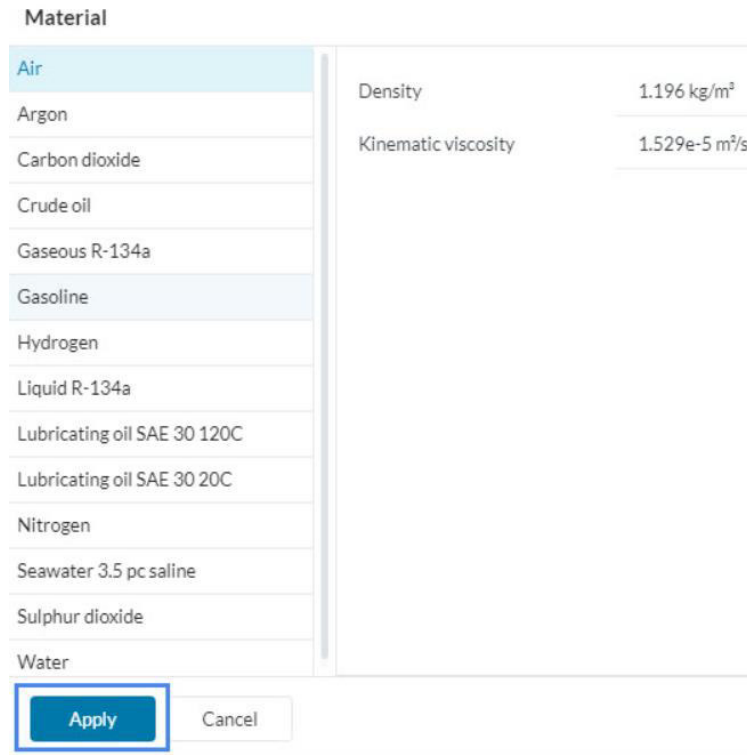 Material
Air
Argon
Carbon dioxide
Crude oil
Gaseous R-134a
Gasoline
Hydrogen
Liquid R-134a
Lubricating oil SAE 30 120C
Lubricating oil SAE 30 20C
Nitrogen
Seawater 3.5 pc saline
Sulphur dioxide
Water
Density 1.196 kg/m³
Kinematic viscosity 1.529e-5 m²/s
Apply Cancel